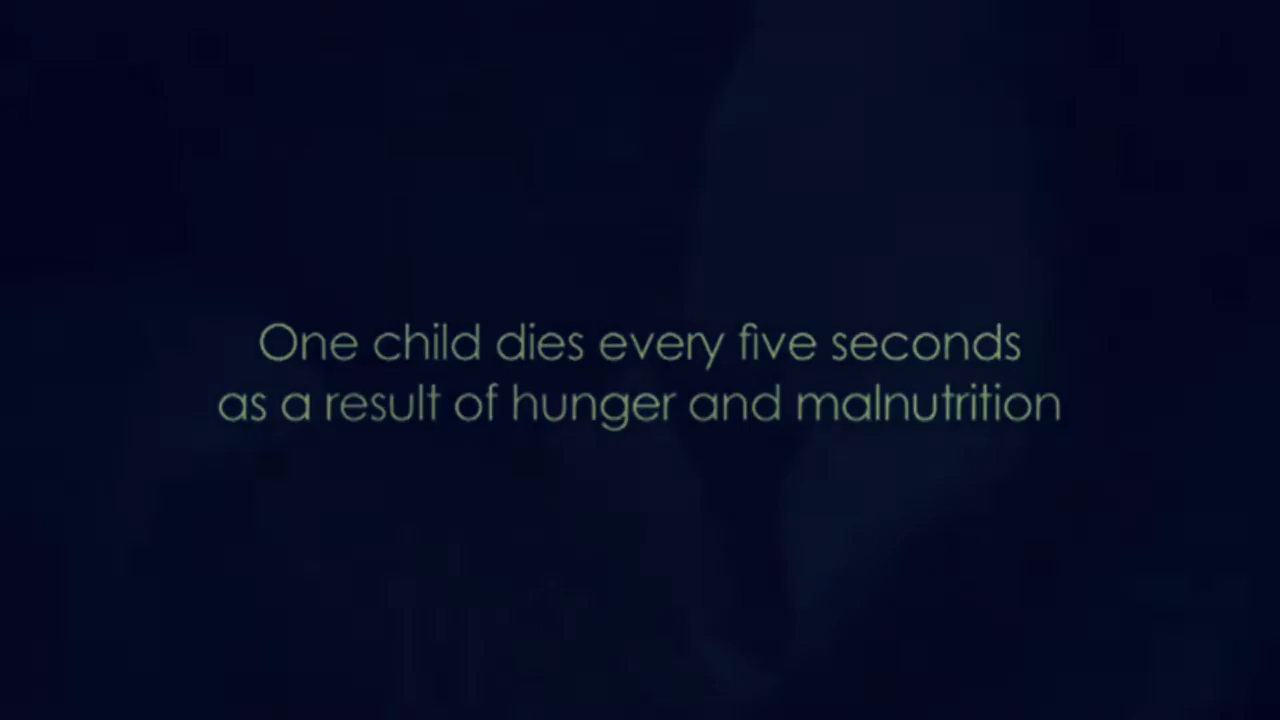 One child dies every five seconds
as a result of hunger and malnutrition